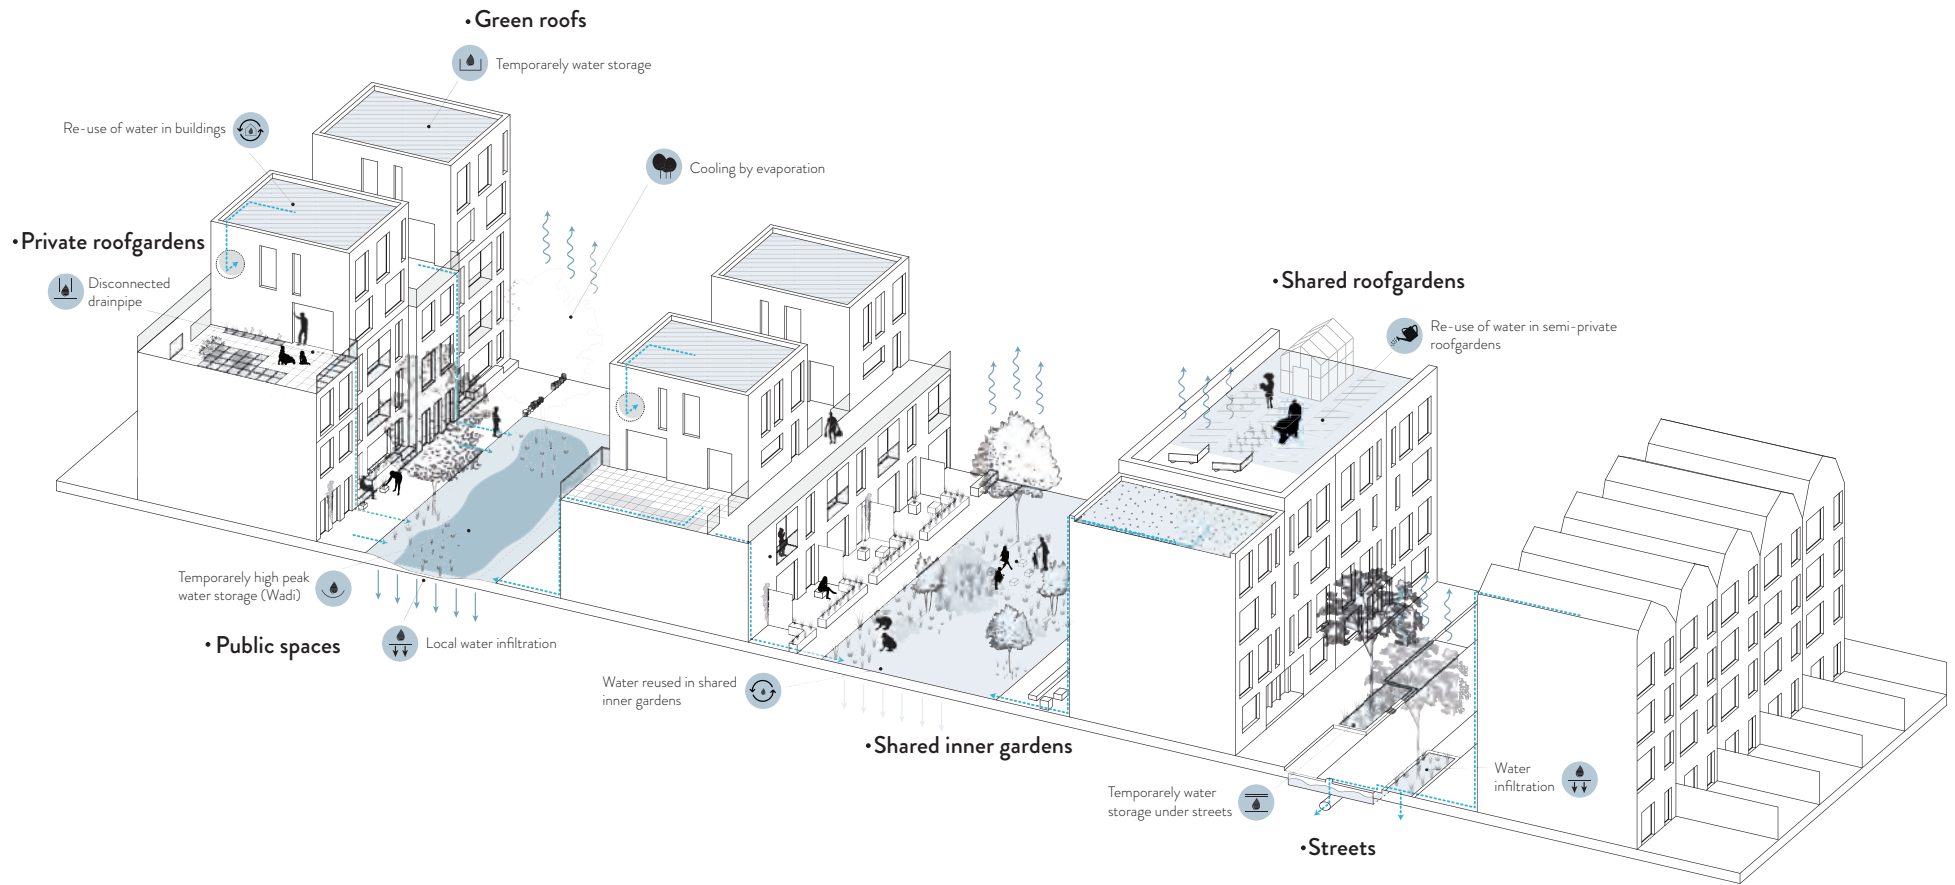 •Green roofs
Temporarely water storage
Re-use of water in buildings
Cooling by evaporation
•Private roofgardens
Disconnected
drainpipe
•Shared roofgardens
Re-use of water in semi-private
roofgardens
Temporarely high peak
water storage (Wadi)
•Public spaces
Local water infiltration
Water reused in shared
inner gardens
•Shared inner gardens
Temporarely water
storage under streets
Water
infiltration
•Streets